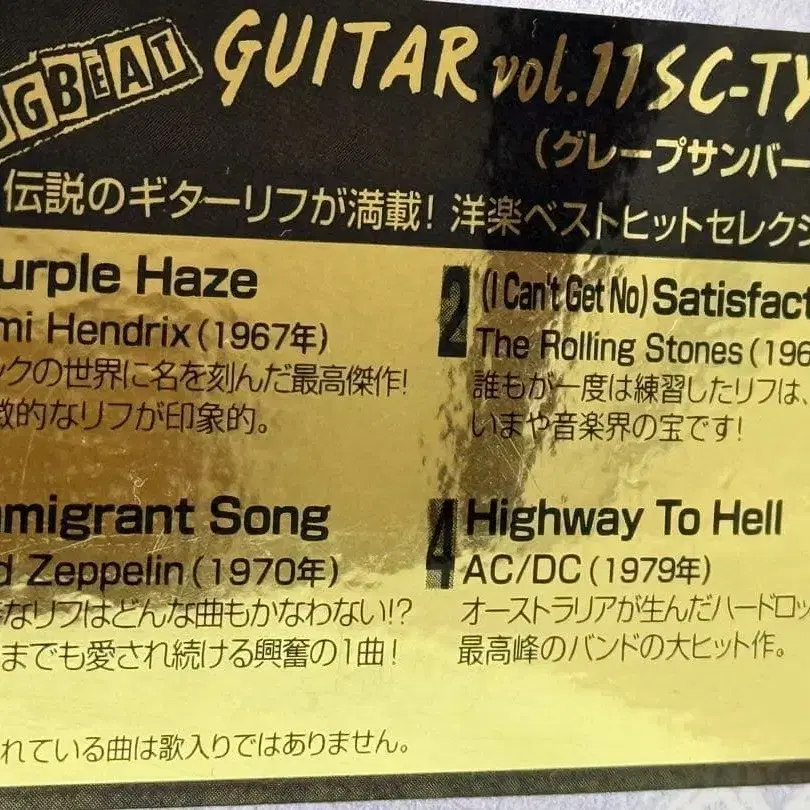 GBEAT GUITAR vol.11 SC-TY
(グレープサンバー
伝説のギターリフが満載! 洋楽ベストヒットセレクシ
urple Haze
mi Hendrix (1967年)
ックの世界に名を刻んだ最高傑作!
徴的なリフが印象的。
2 (I Can't Get No) Satisfact
The Rolling Stones (196
誰もが一度は練習したリフは、
いまや音楽界の宝です!
migrant Song
d Zeppelin (1970年)
なリフはどんな曲もかなわない!?
までも愛され続ける興奮の1曲!
4 Highway To Hell
AC/DC (1979年)
オーストラリアが生んだハードロッ
最高峰のバンドの大ヒット作。
れている曲は歌入りではありません。